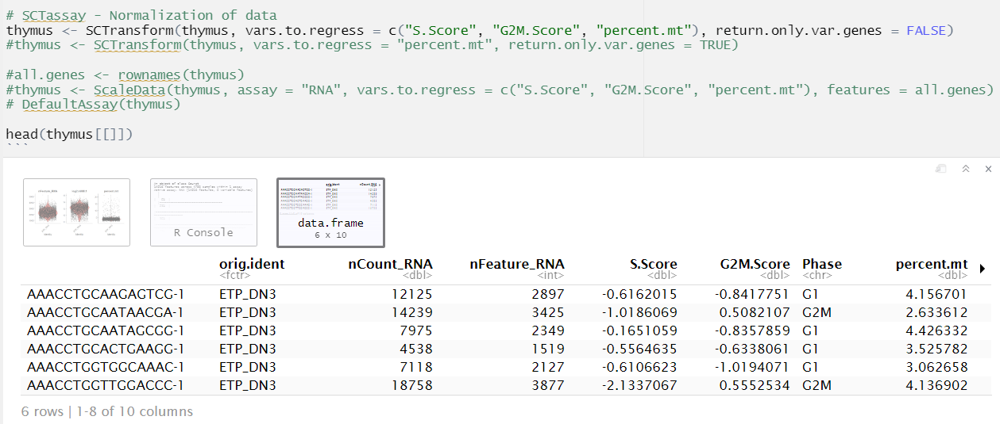 # SCTassay - Normalization of data
thymus <- SCTransform(thymus, vars.to.regress = c("S.Score", "G2M.Score", "percent.mt"), return.only.var.genes = FALSE)
#thymus <- SCTransform(thymus, vars.to.regress = "percent.mt", return.only.var.genes = TRUE)
#all.genes <- rownames(thymus)
#thymus <- ScaleData(thymus, assay = "RNA", vars.to.regress = c("S.Score", "G2M.Score", "percent.mt"), features = all.genes)
# DefaultAssay(thymus)
head(thymus[[]])
```
R Console
data.frame
6 x 10
orig.ident nCount_RNA nFeature_RNA S.Score G2M.Score Phase percent.mt
<fctr> <dbl> <int> <dbl> <dbl> <chr> <dbl>
AAACCTGCAAGAGTCG-1 ETP_DN3 12125 2897 -0.6162015 -0.8417751 G1 4.156701
AAACCTGCAATAACGA-1 ETP_DN3 14239 3425 -1.0186069 0.5082107 G2M 2.633612
AAACCTGCAATAGCGG-1 ETP_DN3 7975 2349 -0.1651059 -0.8357859 G1 4.426332
AAACCTGCACTGAAGG-1 ETP_DN3 4538 1519 -0.5564635 -0.6338061 G1 3.525782
AAACCTGGTGGCAAAC-1 ETP_DN3 7118 2127 -0.6106623 -1.0194071 G1 3.062658
AAACCTGGTTGGACCC-1 ETP_DN3 18758 3877 -2.1337067 0.5552534 G2M 4.136902
6 rows | 1-8 of 10 columns